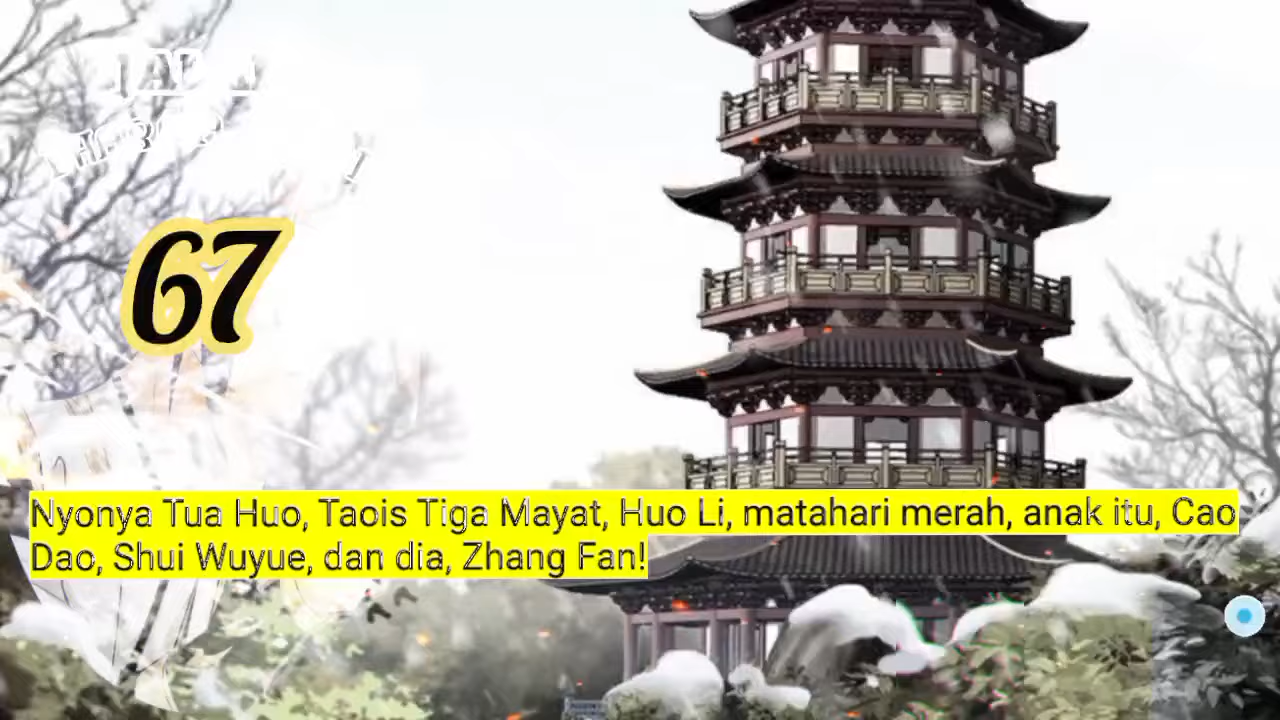 67
Nyonya Tua Huo, Taois Tiga Mayat, Huo Li, matahari merah, anak itu, Cao
Dao, Shui Wuyue, dan dia, Zhang Fan!